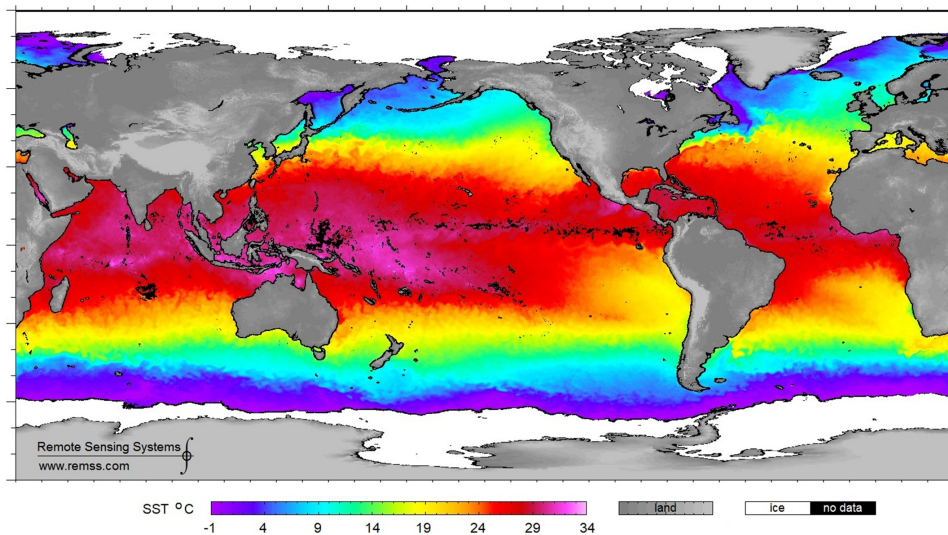 Remote Sensing Systems
www.remss.com
SST °C
-1 4 9 14 19 24 29 34
land
ice
no data